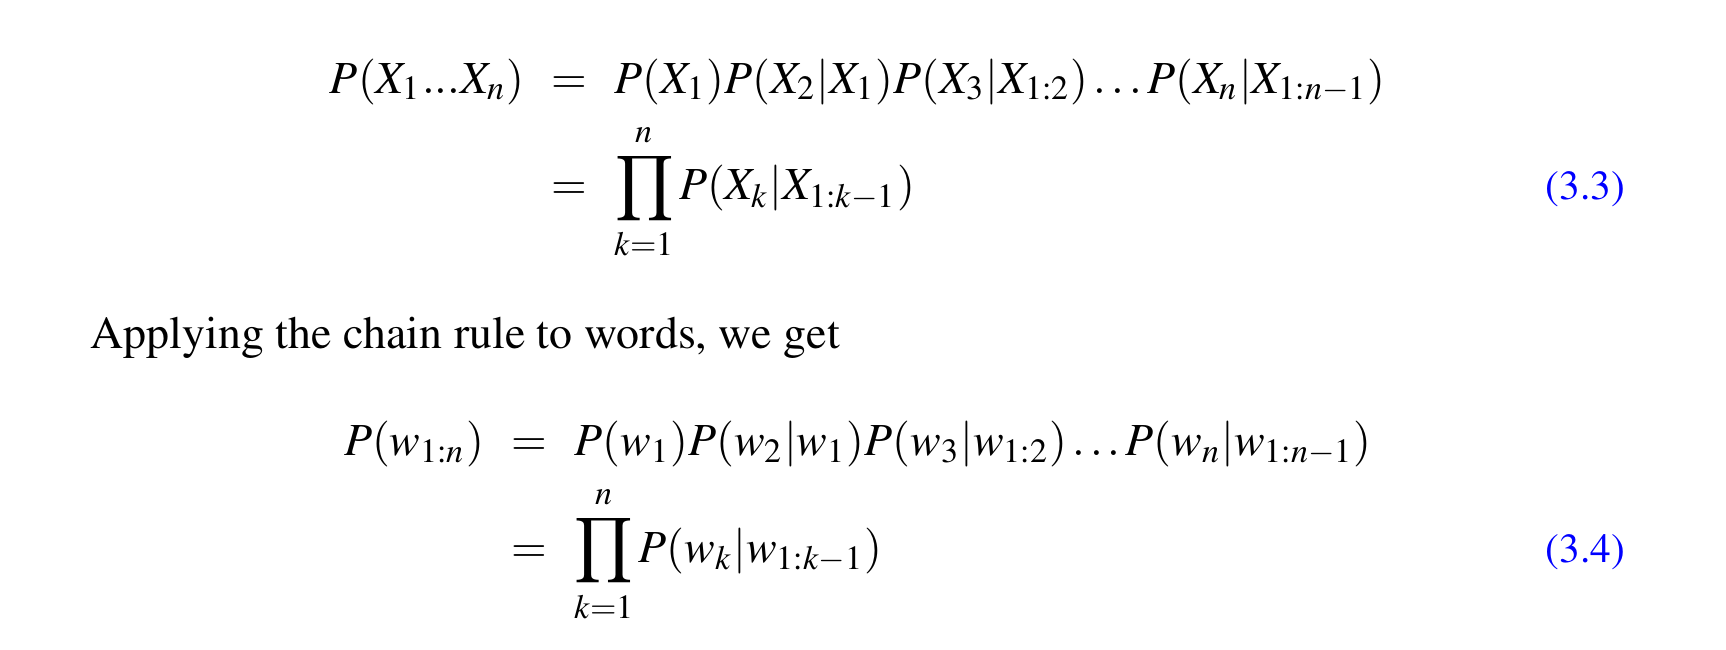 P(X₁...Xₙ) = P(X₁)P(X₂|X₁)P(X₃|X₁:₂)...P(Xₙ|X₁:ₙ₋₁)
= ∏ₖ₌₁ⁿ P(Xₖ|X₁:ₖ₋₁) (3.3)
Applying the chain rule to words, we get
P(w₁:ₙ) = P(w₁)P(w₂|w₁)P(w₃|w₁:₂)...P(wₙ|w₁:ₙ₋₁)
= ∏ₖ₌₁ⁿ P(wₖ|w₁:ₖ₋₁) (3.4)